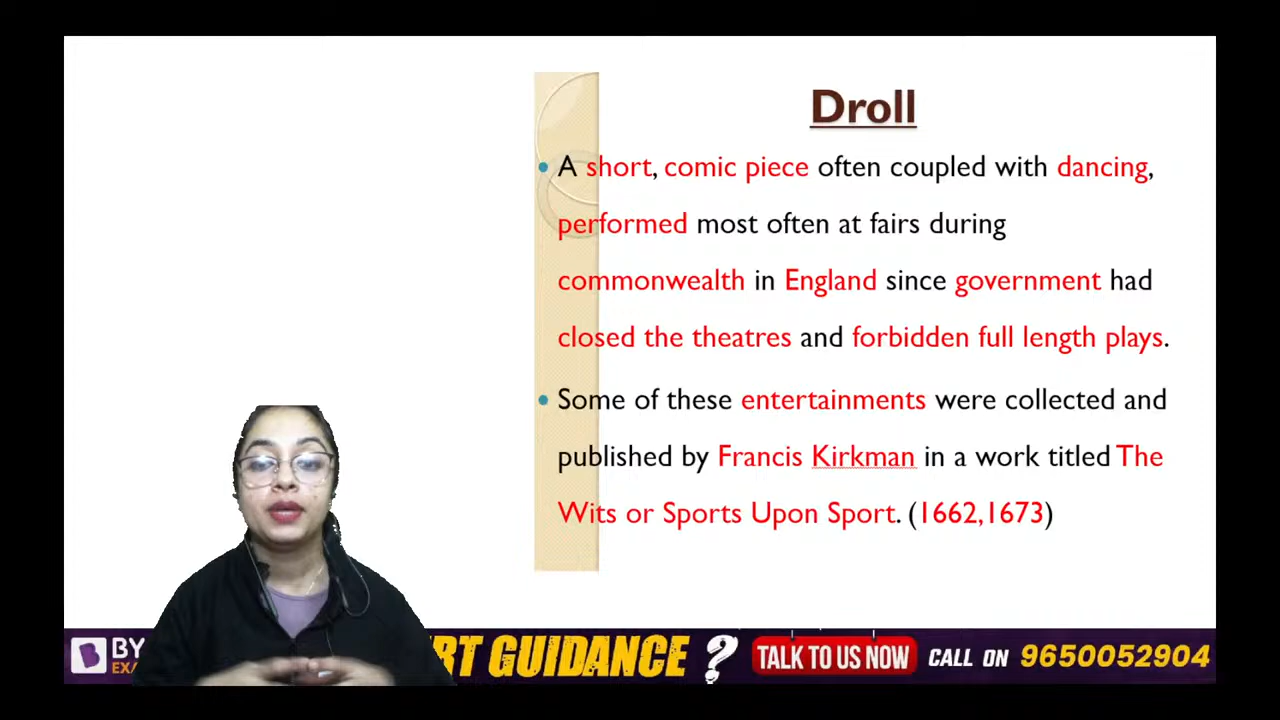 Droll
• A short, comic piece often coupled with dancing,
performed most often at fairs during
commonwealth in England since government had
closed the theatres and forbidden full length plays.
• Some of these entertainments were collected and
published by Francis Kirkman in a work titled The
Wits or Sports Upon Sport. (1662,1673)
BY
EXA
RT GUIDANCE ? TALK TO US NOW CALL ON 9650052904